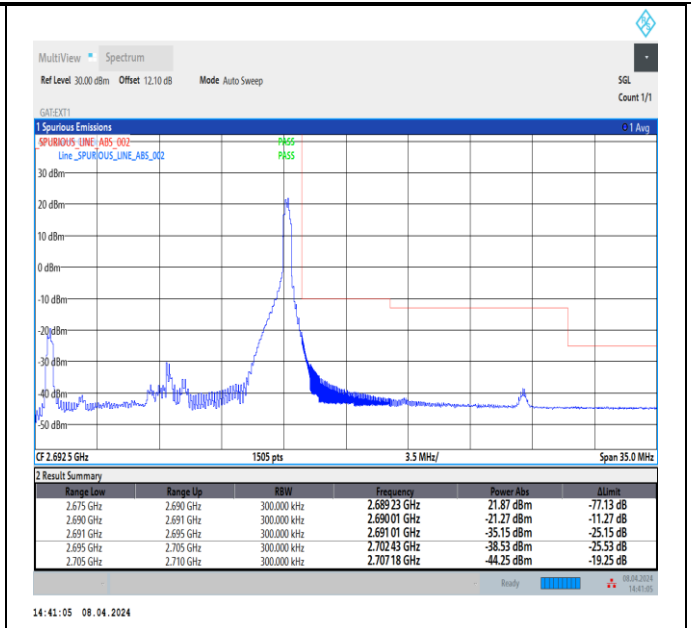 MultiView Spectrum
Ref Level 30.00 dBm Offset 12.10 dB Mode Auto Sweep SGL
Count 1/1
GAT:EXT1
1 Spurious Emissions 1 Avg
_SPURIOUS_LINE_ABS_002 PASS
Line _SPURIOUS_LINE_ABS_002 PASS
30 dBm
20 dBm
10 dBm
0 dBm
-10 dBm
-20 dBm
-30 dBm
-40 dBm
-50 dBm
CF 2.692 5 GHz 1505 pts 3.5 MHz/ Span 35.0 MHz
2 Result Summary
Range Low Range Up RBW Frequency Power Abs ΔLimit
2.675 GHz 2.690 GHz 300.000 kHz 2.689 23 GHz 21.87 dBm -77.13 dB
2.690 GHz 2.691 GHz 300.000 kHz 2.690 01 GHz -21.27 dBm -11.27 dB
2.691 GHz 2.695 GHz 300.000 kHz 2.691 01 GHz -35.15 dBm -25.15 dB
2.695 GHz 2.705 GHz 300.000 kHz 2.702 43 GHz -38.53 dBm -25.53 dB
2.705 GHz 2.710 GHz 300.000 kHz 2.707 18 GHz -44.25 dBm -19.25 dB
Ready 08.04.2024
14:41:05
14:41:05 08.04.2024